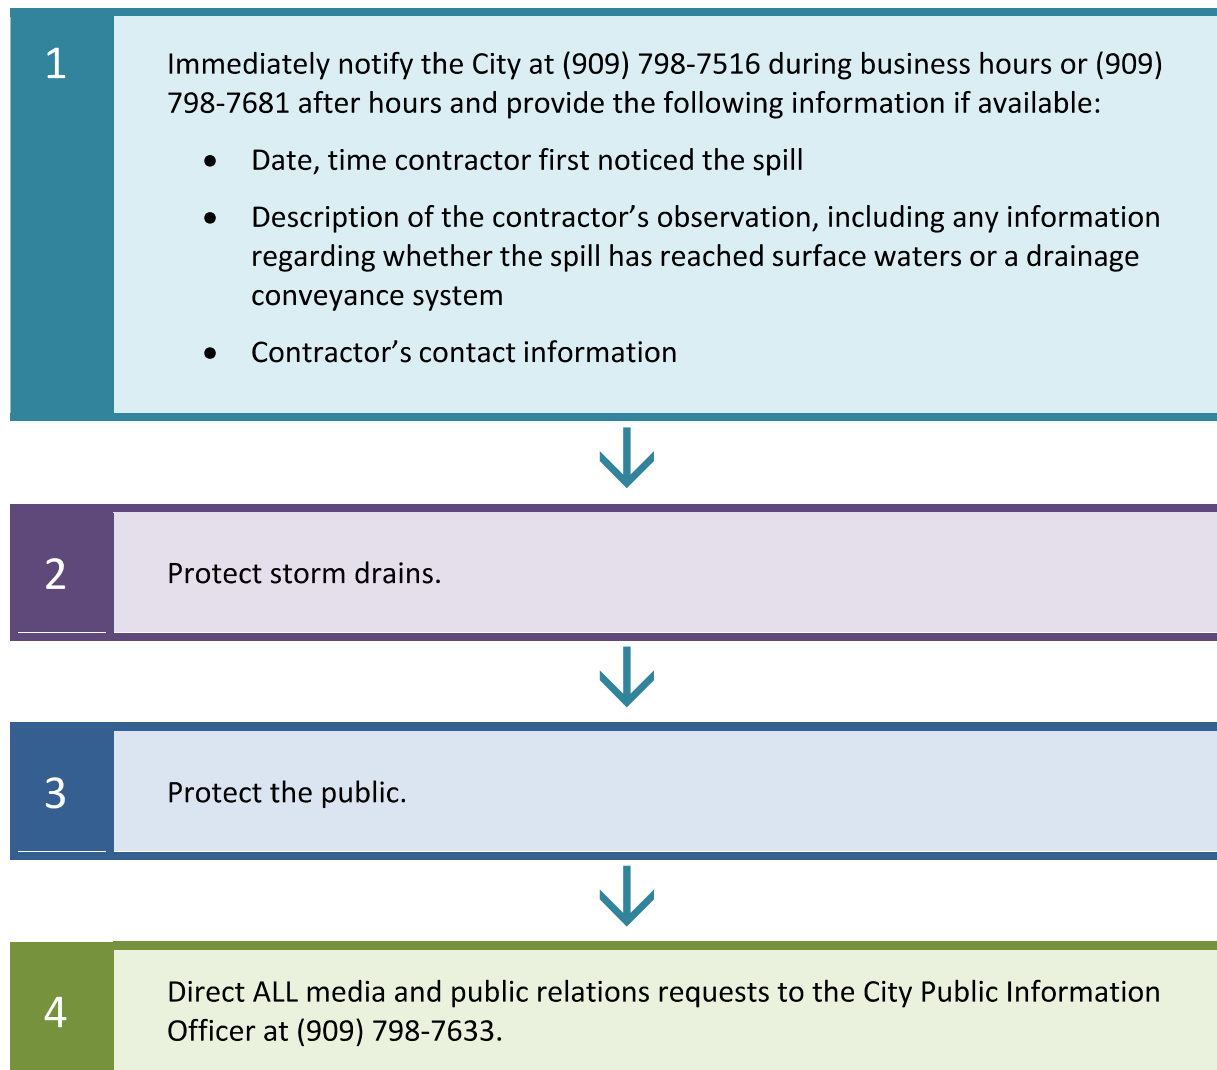 1
Immediately notify the City at (909) 798-7516 during business hours or (909)
798-7681 after hours and provide the following information if available:
• Date, time contractor first noticed the spill
• Description of the contractor’s observation, including any information
regarding whether the spill has reached surface waters or a drainage
conveyance system
• Contractor’s contact information
2
Protect storm drains.
3
Protect the public.
4
Direct ALL media and public relations requests to the City Public Information
Officer at (909) 798-7633.